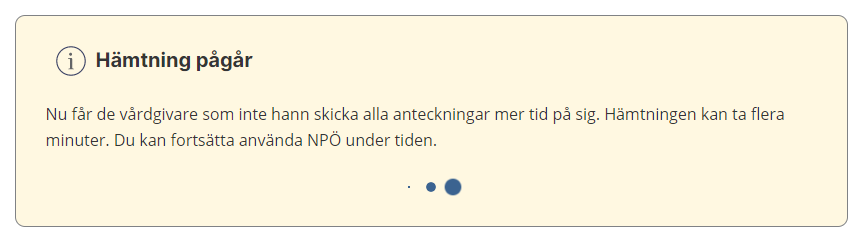 Hämtning pågår
Nu får de vårdgivare som inte hann skicka alla anteckningar mer tid på sig. Hämtningen kan ta flera
minuter. Du kan fortsätta använda NPÖ under tiden.